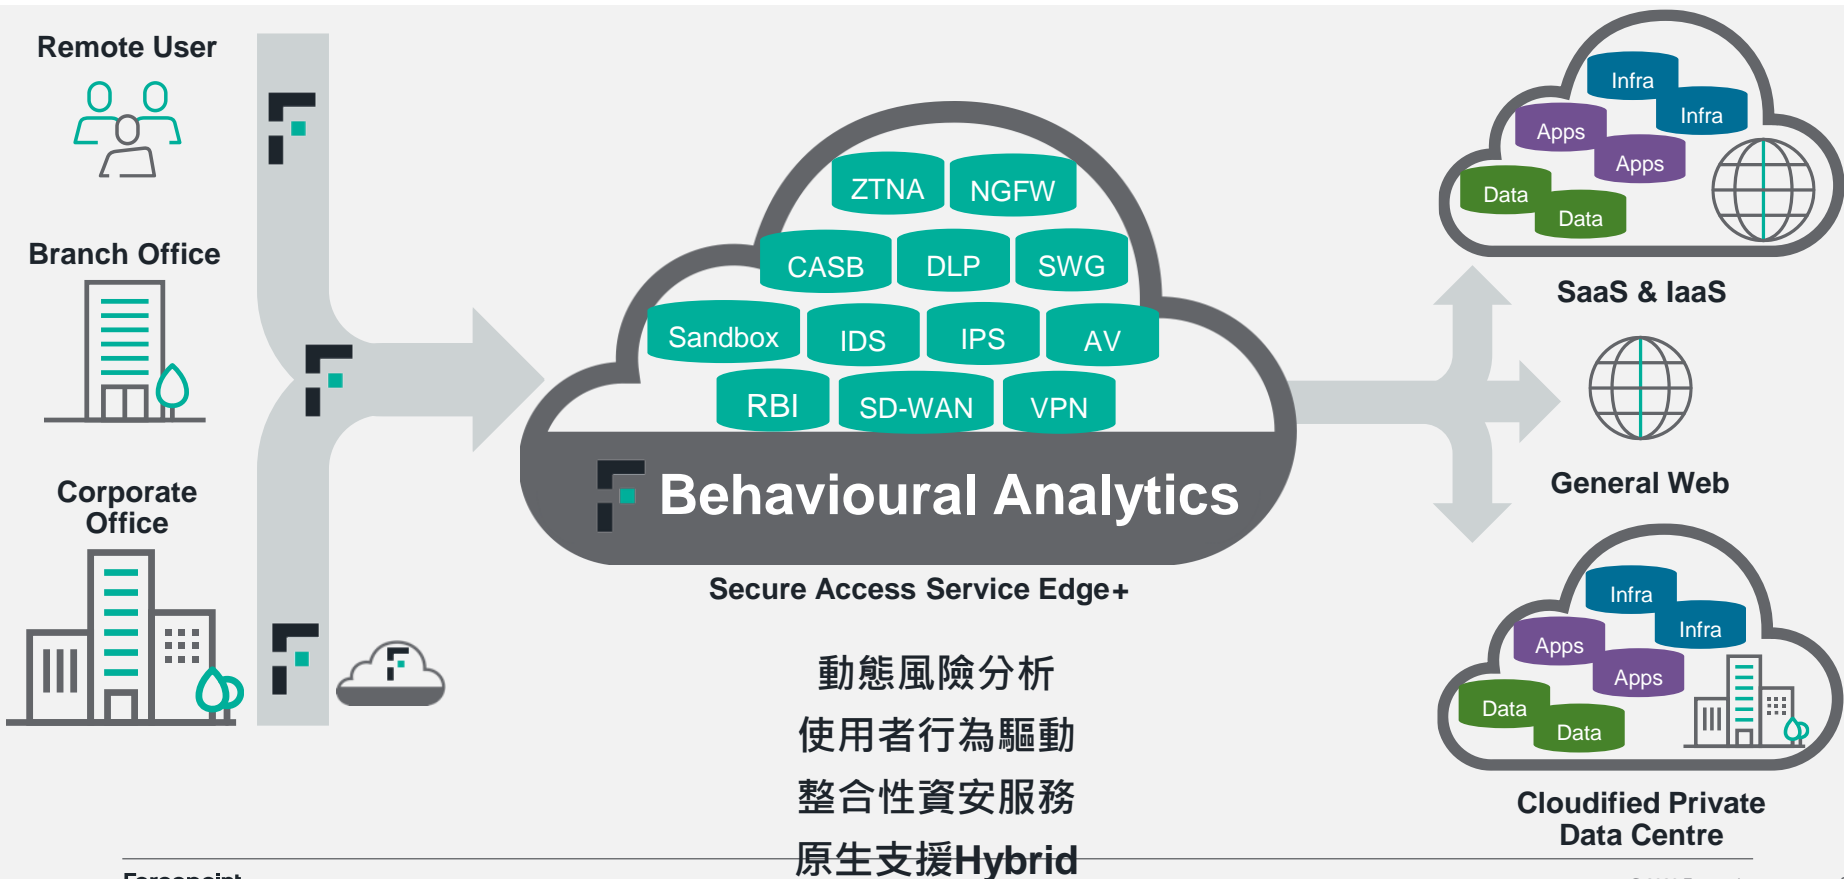 Remote User
Branch Office
Corporate
Office
ZTNA
NGFW
CASB
DLP
SWG
Sandbox
IDS
IPS
AV
RBI
SD-WAN
VPN
Behavioural Analytics
Secure Access Service Edge+
動態風險分析
使用者行為驅動
整合性資安服務
原生支援Hybrid
Infra
Infra
Apps
Apps
Data
Data
SaaS & IaaS
General Web
Infra
Infra
Apps
Apps
Data
Data
Cloudified Private
Data Centre
Forcepoint